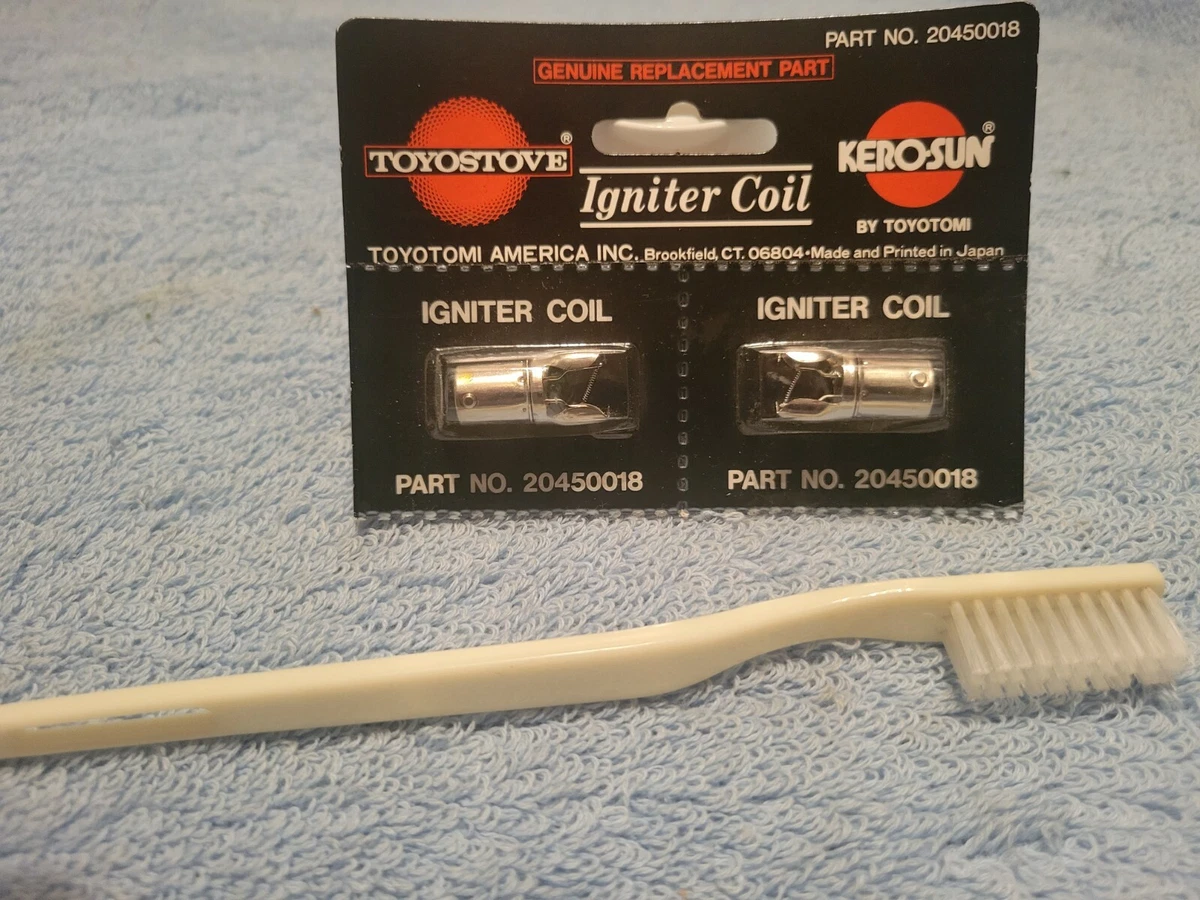 PART NO. 20450018
GENUINE REPLACEMENT PART
TOYOSTOVE®
Igniter Coil
KERO-SUN®
BY TOYOTOMI
TOYOTOMI AMERICA INC. Brookfield, CT. 06804•Made and Printed in Japan
IGNITER COIL
IGNITER COIL
PART NO. 20450018
PART NO. 20450018